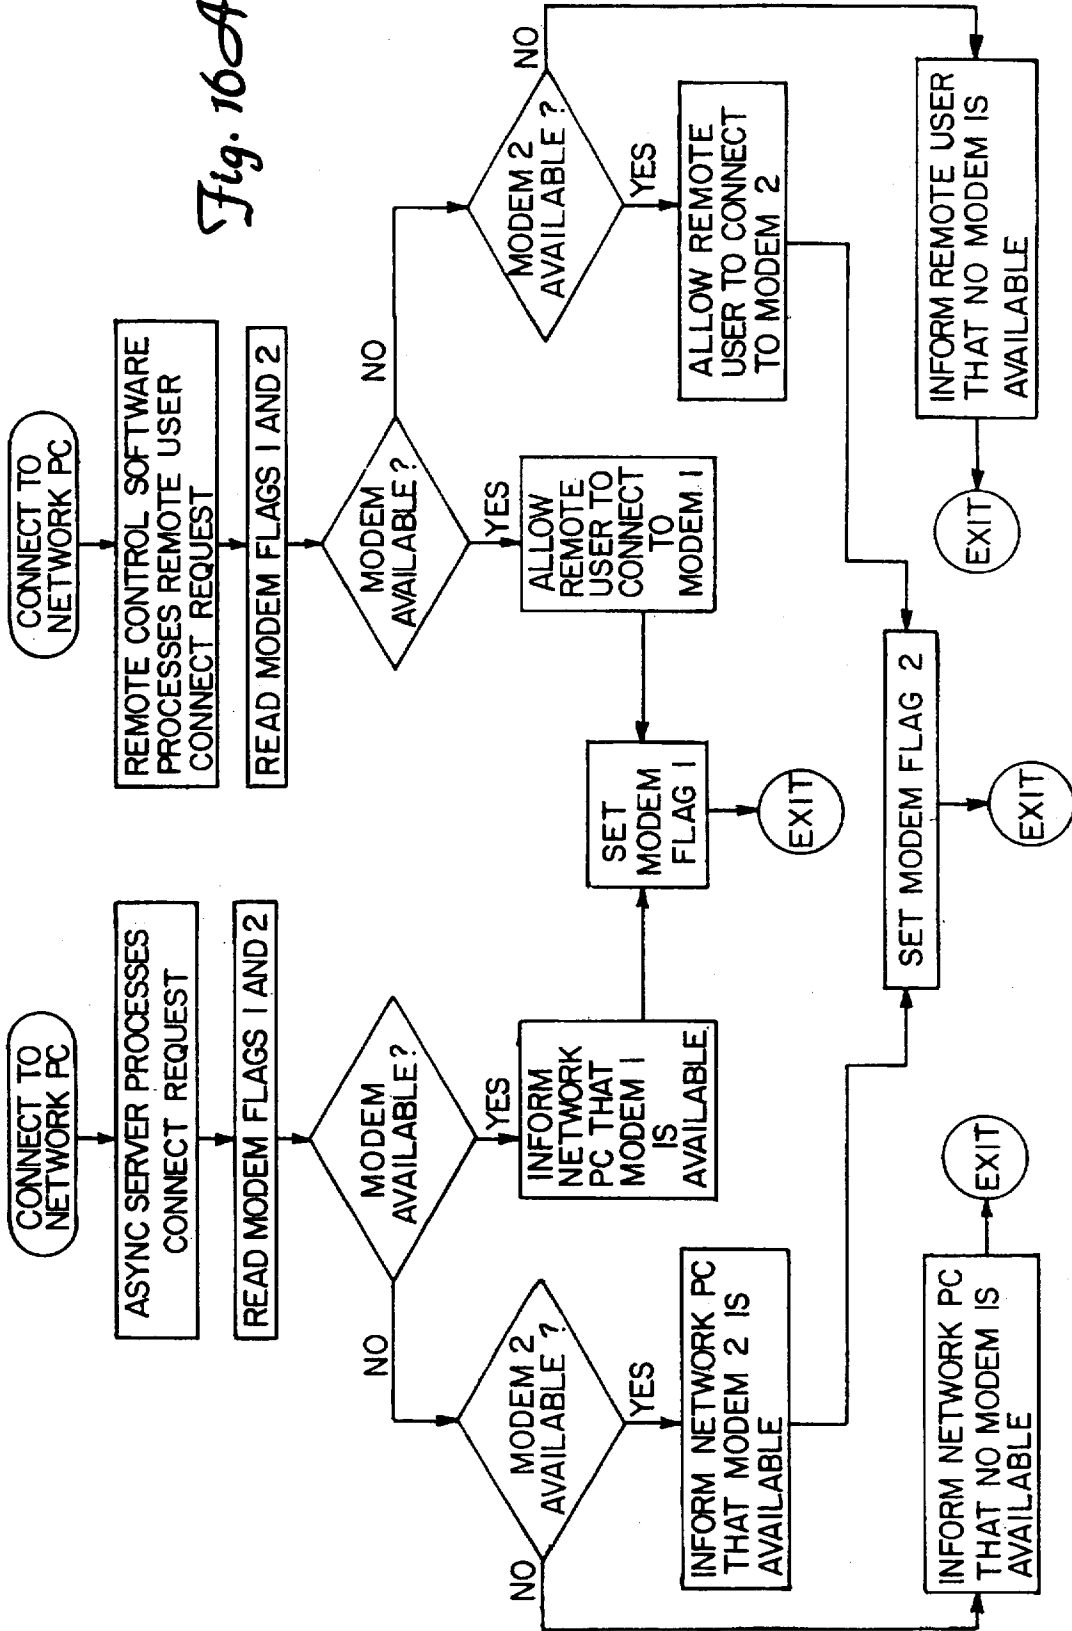 Fig. 16A
CONNECT TO
NETWORK PC
ASYNC SERVER PROCESSES
CONNECT REQUEST
READ MODEM FLAGS 1 AND 2
MODEM
AVAILABLE?
NO
YES
MODEM 2
AVAILABLE ?
NO
YES
INFORM
NETWORK
PC THAT
MODEM 1
IS
AVAILABLE
INFORM NETWORK PC
THAT MODEM 2 IS
AVAILABLE
INFORM NETWORK PC
THAT NO MODEM IS
AVAILABLE
EXIT
CONNECT TO
NETWORK PC
REMOTE CONTROL SOFTWARE
PROCESSES REMOTE USER
CONNECT REQUEST
READ MODEM FLAGS 1 AND 2
MODEM
AVAILABLE?
NO
YES
ALLOW
REMOTE.
USER TO
CONNECT
TO
MODEM 1
SET
MODEM
FLAG 1
EXIT
MODEM 2
AVAILABLE ?
NO
YES
ALLOW REMOTE
USER TO CONNECT
TO MODEM 2
SET MODEM FLAG 2
EXIT
INFORM REMOTE USER
THAT NO MODEM IS
AVAILABLE
EXIT